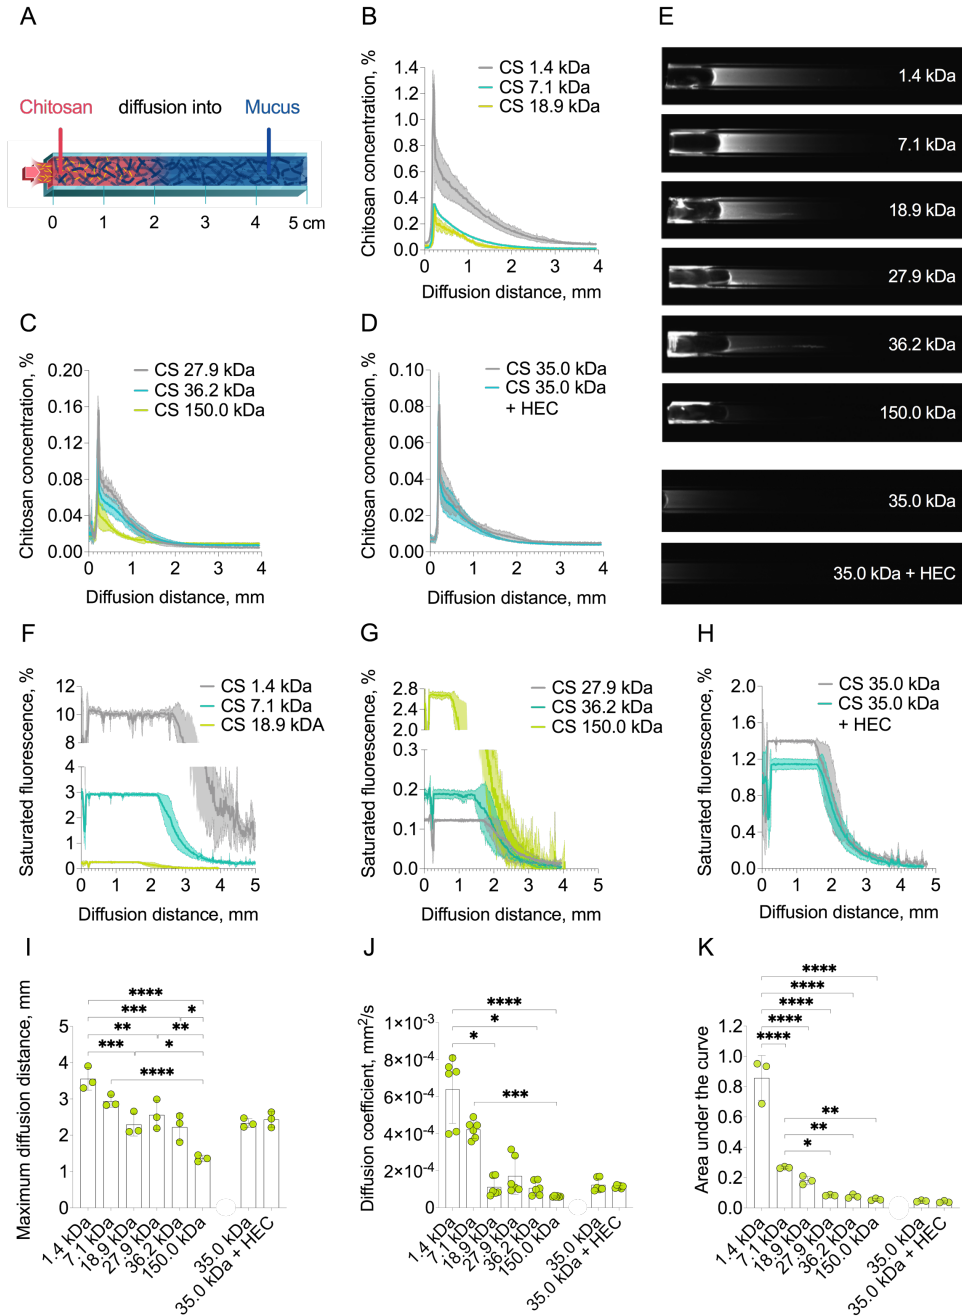 A
Chitosan diffusion into Mucus
0 1 2 3 4 5 cm
B
Chitosan concentration, %
1.4
1.2
1.0
0.8
0.6
0.4
0.2
0.0
CS 1.4 kDa
CS 7.1 kDa
CS 18.9 kDa
0 1 2 3 4
Diffusion distance, mm
C
Chitosan concentration, %
0.20
0.16
0.12
0.08
0.04
0.00
CS 27.9 kDa
CS 36.2 kDa
CS 150.0 kDa
0 1 2 3 4
Diffusion distance, mm
D
Chitosan concentration, %
0.10
0.08
0.06
0.04
0.02
0.00
CS 35.0 kDa
CS 35.0 kDa
+ HEC
0 1 2 3 4
Diffusion distance, mm
E
1.4 kDa
7.1 kDa
18.9 kDa
27.9 kDa
36.2 kDa
150.0 kDa
35.0 kDa
35.0 kDa + HEC
F
Saturated fluorescence, %
12
10
8
4
3
2
1
0
CS 1.4 kDa
CS 7.1 kDa
CS 18.9 kDA
0 1 2 3 4 5
Diffusion distance, mm
G
Saturated fluorescence, %
2.8
2.4
2.0
0.3
0.2
0.1
0.0
CS 27.9 kDa
CS 36.2 kDa
CS 150.0 kDa
0 1 2 3 4 5
Diffusion distance, mm
H
Saturated fluorescence, %
2.0
1.6
1.2
0.8
0.4
0.0
CS 35.0 kDa
CS 35.0 kDa
+ HEC
0 1 2 3 4 5
Diffusion distance, mm
I
Maximum diffusion distance, mm
5
4
3
2
1
0
****
*** *
** **
*** *
****
1.4 kDa
7.1 kDa
18.9 kDa
27.9 kDa
36.2 kDa
150.0 kDa
35.0 kDa
35.0 kDa + HEC
J
Diffusion coefficient, mm²/s
1×10⁻³
8×10⁻⁴
6×10⁻⁴
4×10⁻⁴
2×10⁻⁴
0
****
*
*
***
1.4 kDa
7.1 kDa
18.9 kDa
27.9 kDa
36.2 kDa
150.0 kDa
35.0 kDa
35.0 kDa + HEC
K
Area under the curve
1.2
1.0
0.8
0.6
0.4
0.2
0.0
****
****
****
****
****
**
**
*
1.4 kDa
7.1 kDa
18.9 kDa
27.9 kDa
36.2 kDa
150.0 kDa
35.0 kDa
35.0 kDa + HEC